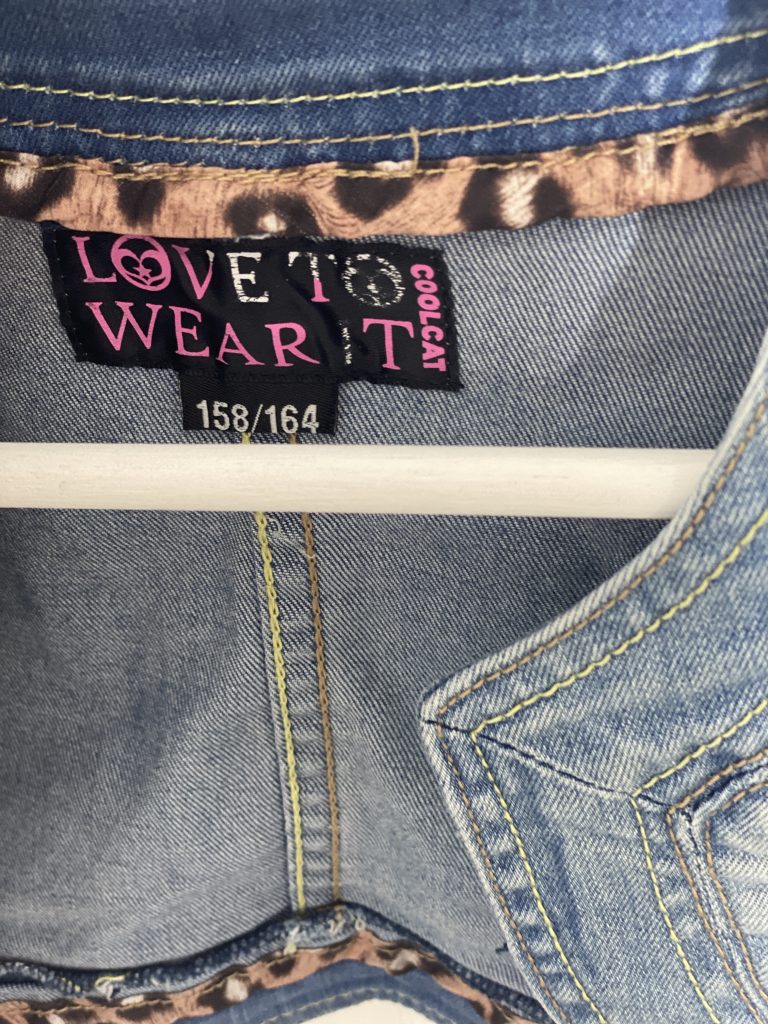 LOVE TO
WEAR IT
COOLCAT
158/164